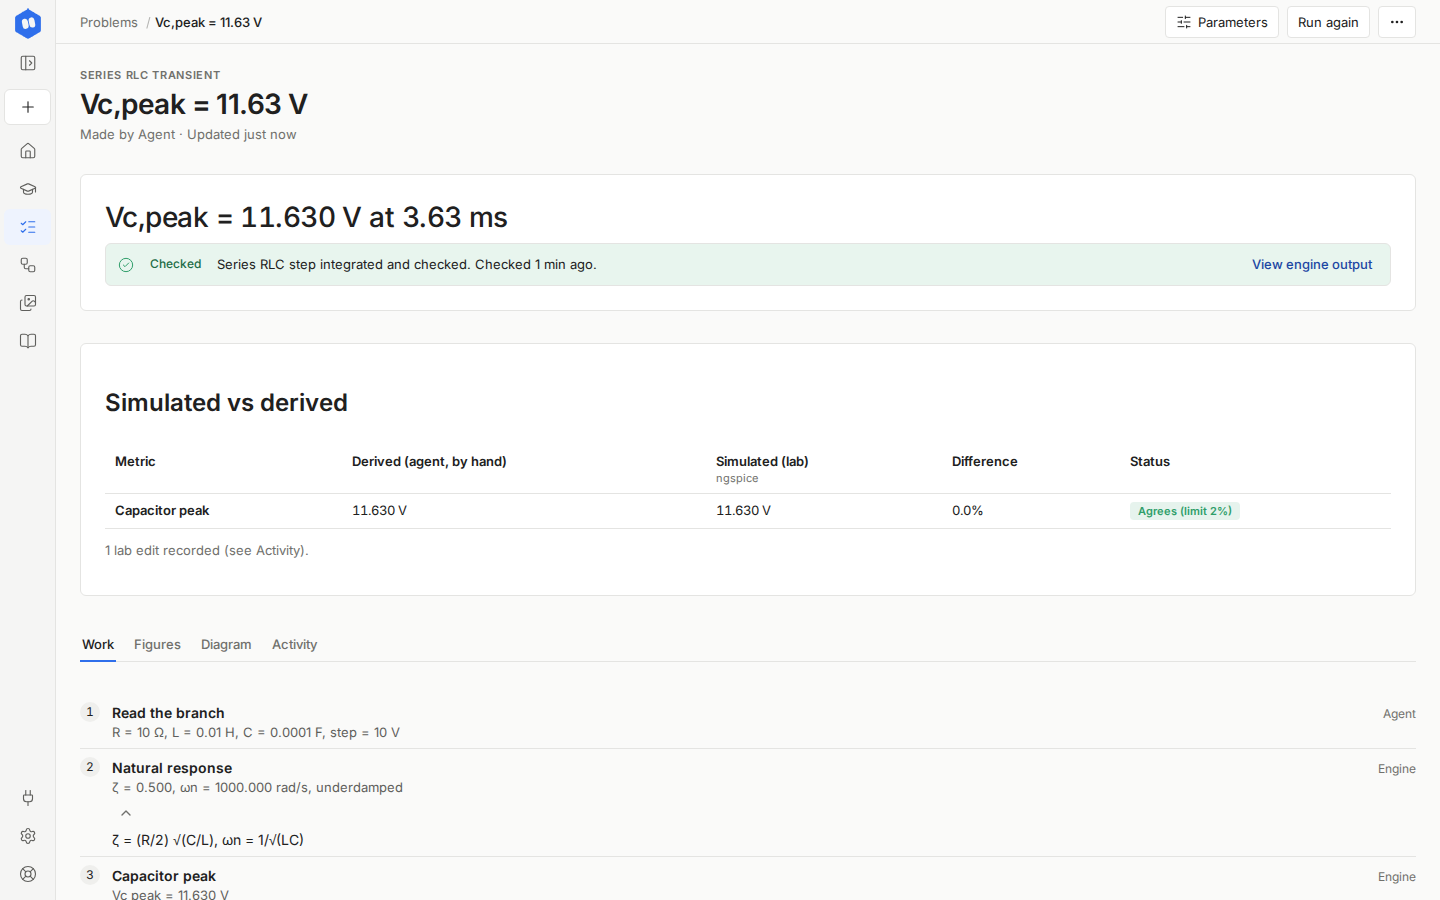 Problems / Vc,peak = 11.63 V
Parameters
Run again
SERIES RLC TRANSIENT
Vc,peak = 11.63 V
Made by Agent · Updated just now
Vc,peak = 11.630 V at 3.63 ms
Checked Series RLC step integrated and checked. Checked 1 min ago. View engine output
Simulated vs derived
Metric Derived (agent, by hand) Simulated (lab) Difference Status
ngspice
Capacitor peak 11.630 V 11.630 V 0.0% Agrees (limit 2%)
1 lab edit recorded (see Activity).
Work Figures Diagram Activity
1 Read the branch Agent
R = 10 Ω, L = 0.01 H, C = 0.0001 F, step = 10 V
2 Natural response Engine
ζ = 0.500, ωn = 1000.000 rad/s, underdamped
ζ = (R/2) √(C/L), ωn = 1/√(LC)
3 Capacitor peak Engine
Vc peak = 11.630 V